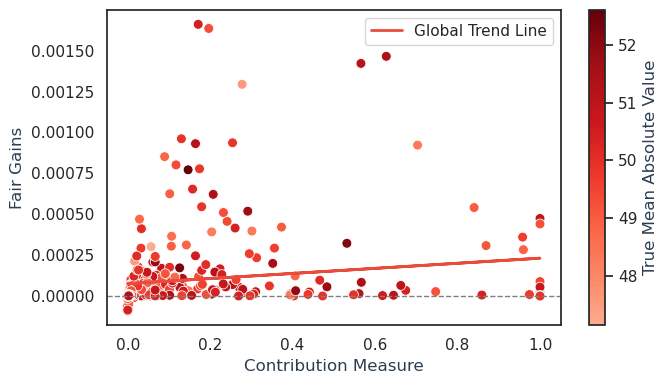 Global Trend Line
Fair Gains
0.00150
0.00125
0.00100
0.00075
0.00050
0.00025
0.00000
0.0 0.2 0.4 0.6 0.8 1.0
Contribution Measure
52
51
50
49
48
True Mean Absolute Value